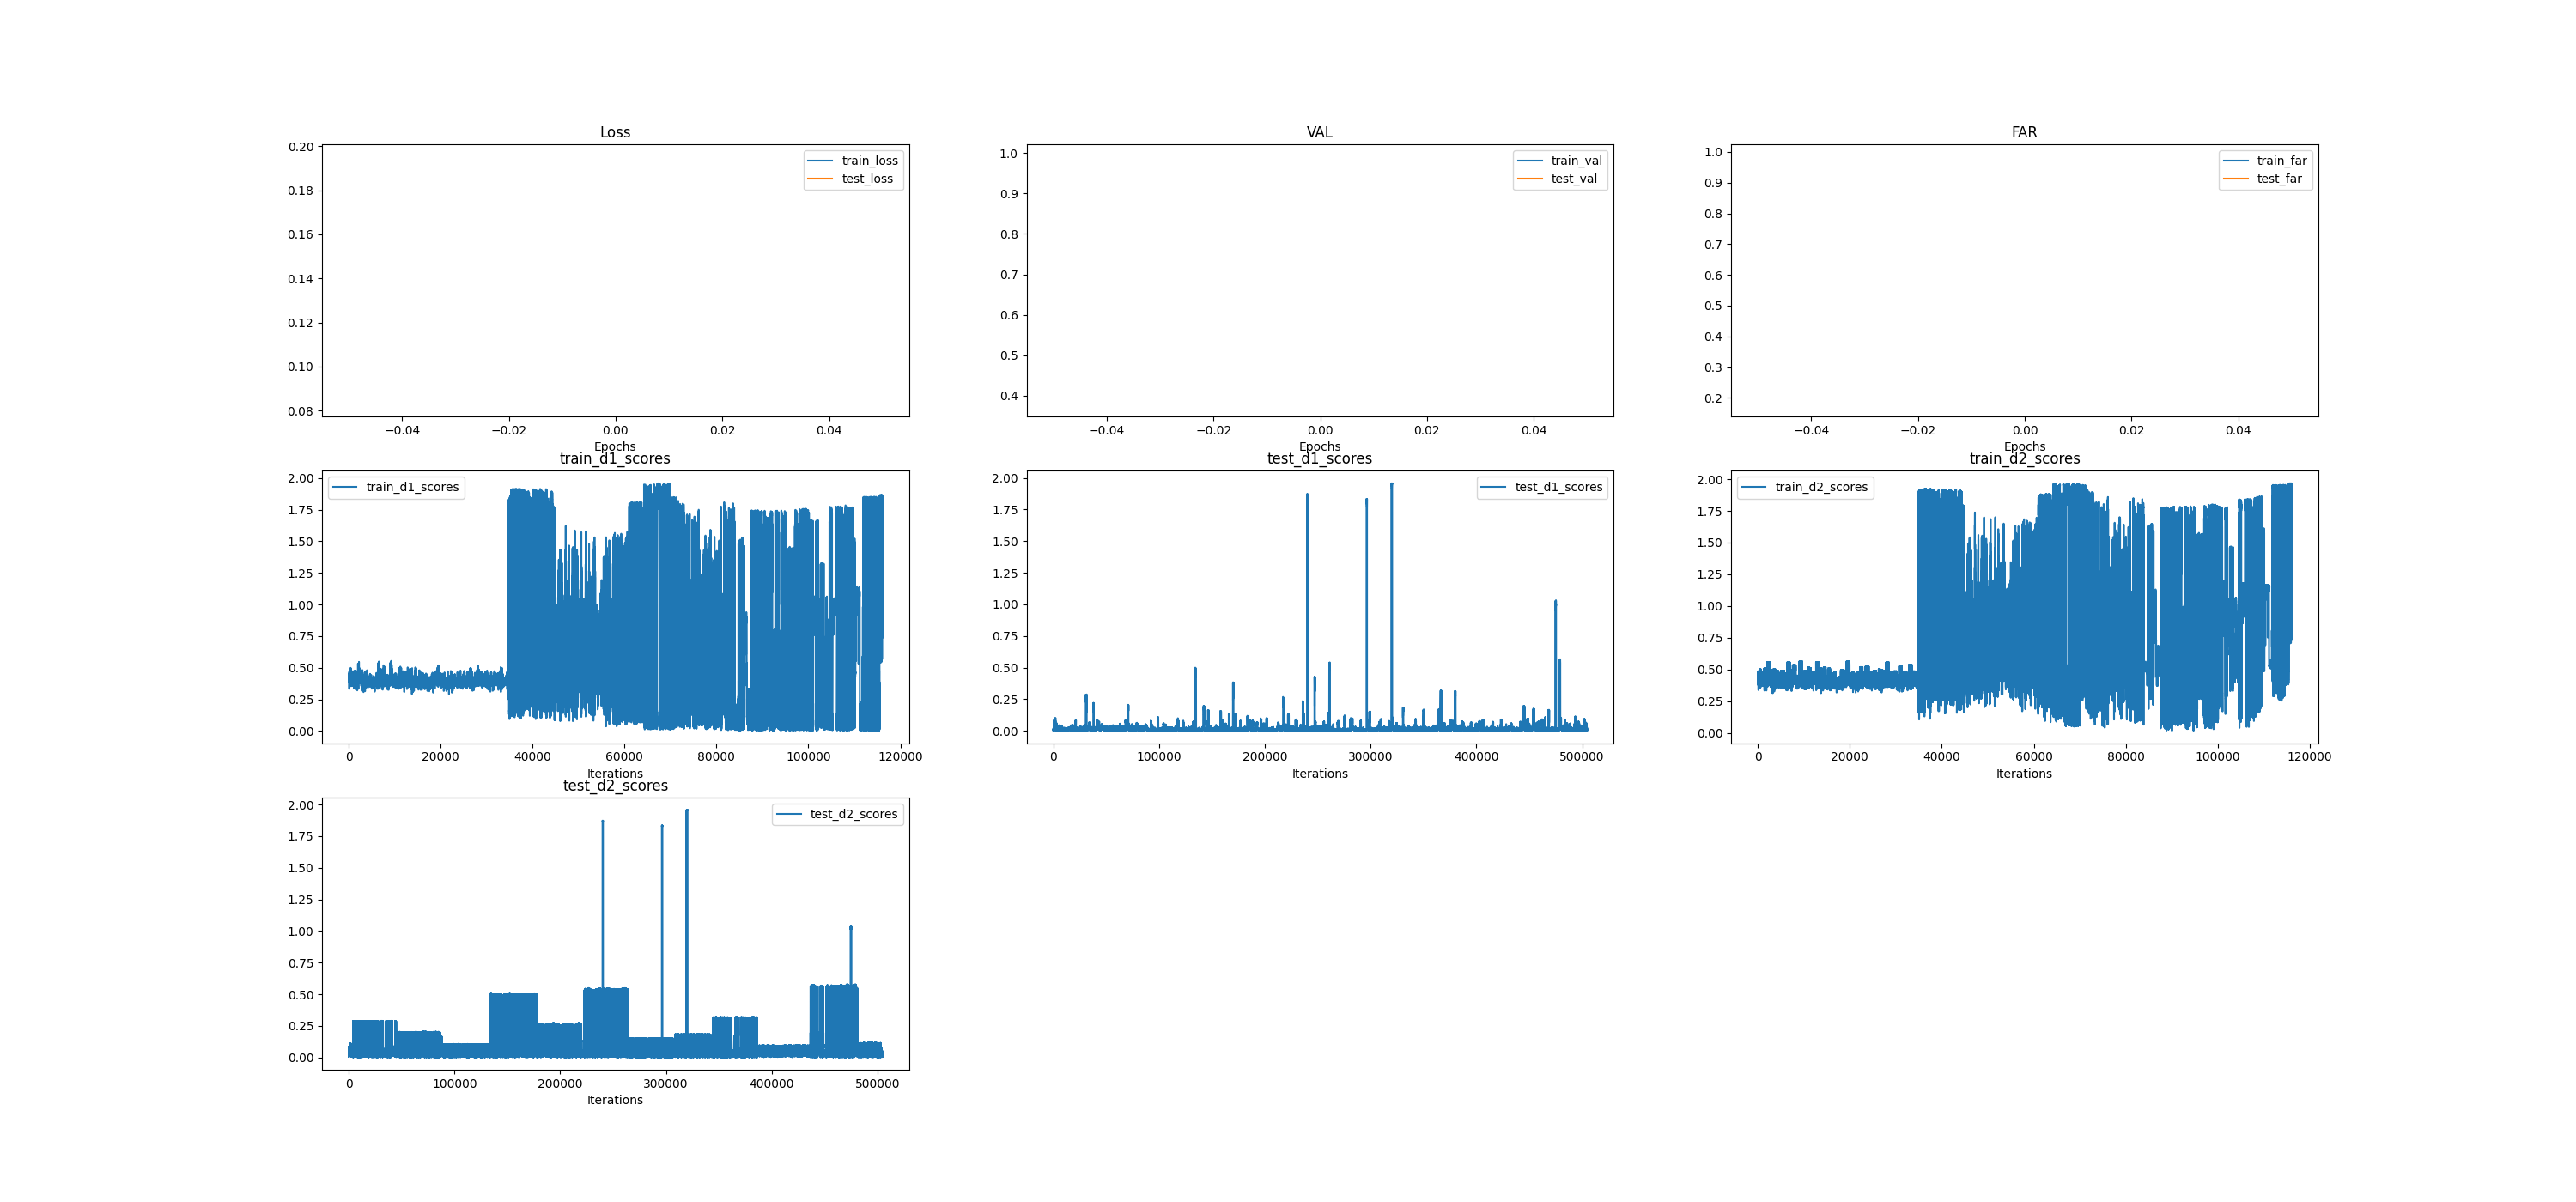 Loss
VAL
FAR
0.20
0.18
0.16
0.14
0.12
0.10
0.08
train_loss
test_loss
−0.04 −0.02 0.00 0.02 0.04
Epochs
1.0
0.9
0.8
0.7
0.6
0.5
0.4
train_val
test_val
−0.04 −0.02 0.00 0.02 0.04
Epochs
1.0
0.9
0.8
0.7
0.6
0.5
0.4
0.3
0.2
train_far
test_far
−0.04 −0.02 0.00 0.02 0.04
Epochs
train_d1_scores
2.00
1.75
1.50
1.25
1.00
0.75
0.50
0.25
0.00
train_d1_scores
0 20000 40000 60000 80000 100000 120000
Iterations
test_d1_scores
2.00
1.75
1.50
1.25
1.00
0.75
0.50
0.25
0.00
test_d1_scores
0 100000 200000 300000 400000 500000
Iterations
train_d2_scores
2.00
1.75
1.50
1.25
1.00
0.75
0.50
0.25
0.00
train_d2_scores
0 20000 40000 60000 80000 100000 120000
Iterations
test_d2_scores
2.00
1.75
1.50
1.25
1.00
0.75
0.50
0.25
0.00
test_d2_scores
0 100000 200000 300000 400000 500000
Iterations